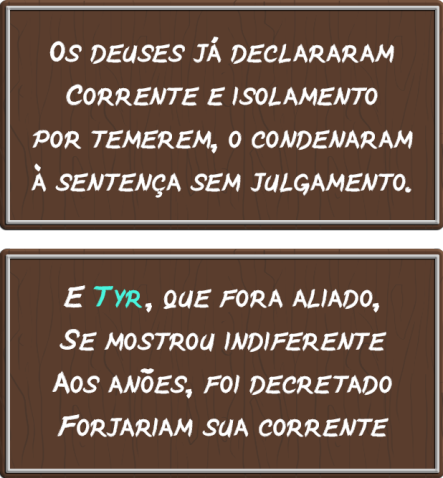 Os deuses já declararam
Corrente e isolamento
por temerem, o condenaram
à sentença sem julgamento.
E Tyr, que fora aliado,
Se mostrou indiferente
Aos anões, foi decretado
Forjariam sua corrente